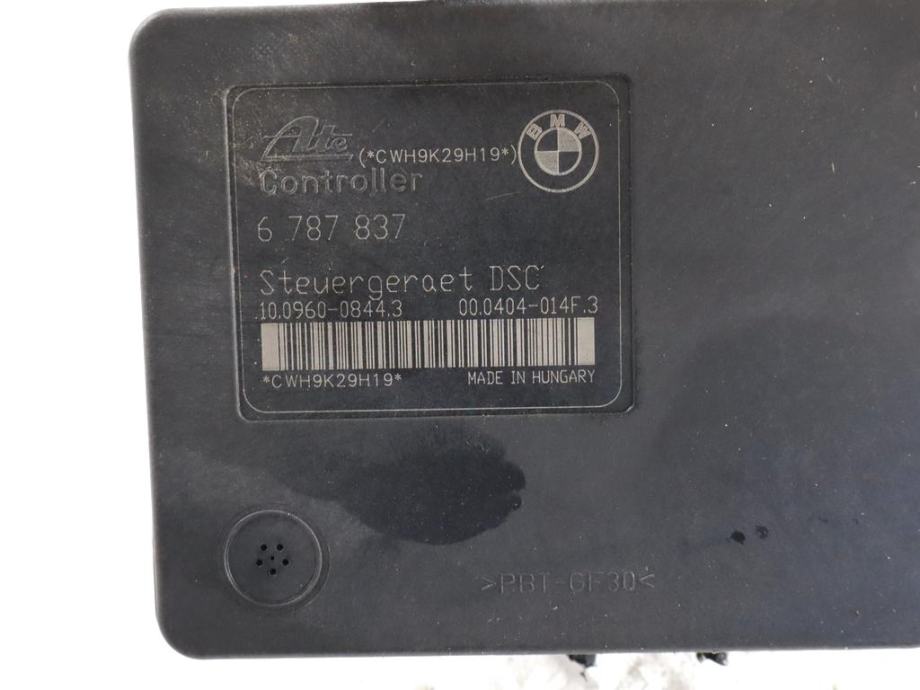 Ate
(*CWH9K29H19*)
BMW
Controller
6 787 837
Steuergeraet DSC
10.0960-0844.3 00.0404-014F.3
*CWH9K29H19* MADE IN HUNGARY
>PBT-GF30<